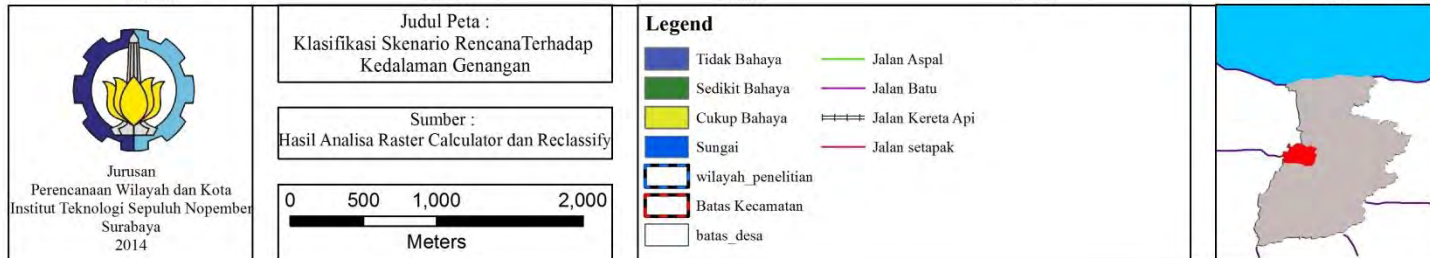 Jurusan
Perencanaan Wilayah dan Kota
Institut Teknologi Sepuluh Nopember
Surabaya
2014
Judul Peta :
Klasifikasi Skenario RencanaTerhadap
Kedalaman Genangan
Sumber :
Hasil Analisa Raster Calculator dan Reclassify
0 500 1,000 2,000
Meters
Legend
Tidak Bahaya
Sedikit Bahaya
Cukup Bahaya
Sungai
wilayah_penelitian
Batas Kecamatan
batas_desa
Jalan Aspal
Jalan Batu
Jalan Kereta Api
Jalan setapak